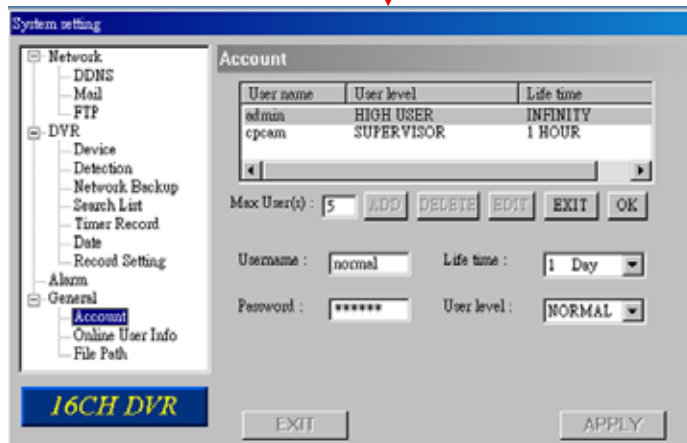 System setting
Network
DDNS
Mail
FTP
DVR
Device
Detection
Network Backup
Search List
Timer Record
Date
Record Setting
Alarm
General
Account
Online User Info
File Path
16CH DVR
Account
User name User level Life time
admin HIGH USER INFINITY
cpcam SUPERVISOR 1 HOUR
Max User(s) : 5 ADD DELETE EDIT EXIT OK
Username : normal Life time : 1 Day
Password : ****** User level : NORMAL
EXIT APPLY